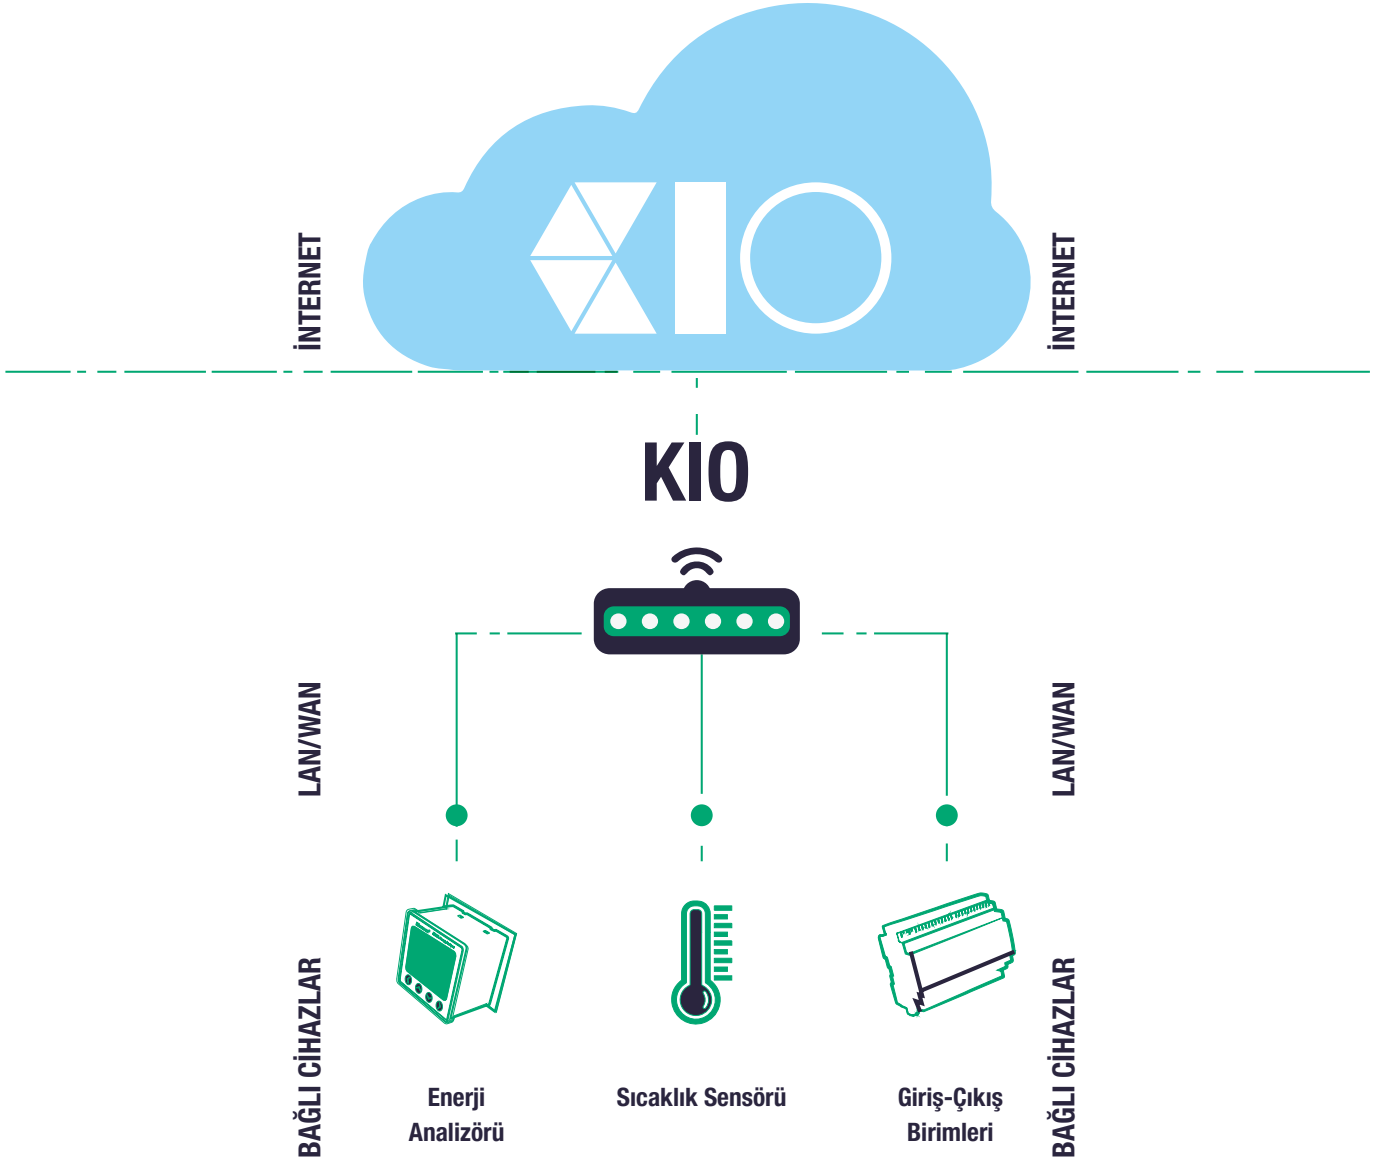 KIO
İNTERNET
İNTERNET
KIO
LAN/WAN
LAN/WAN
BAĞLI CİHAZLAR
BAĞLI CİHAZLAR
Enerji
Analizörü
Sıcaklık Sensörü
Giriş-Çıkış
Birimleri